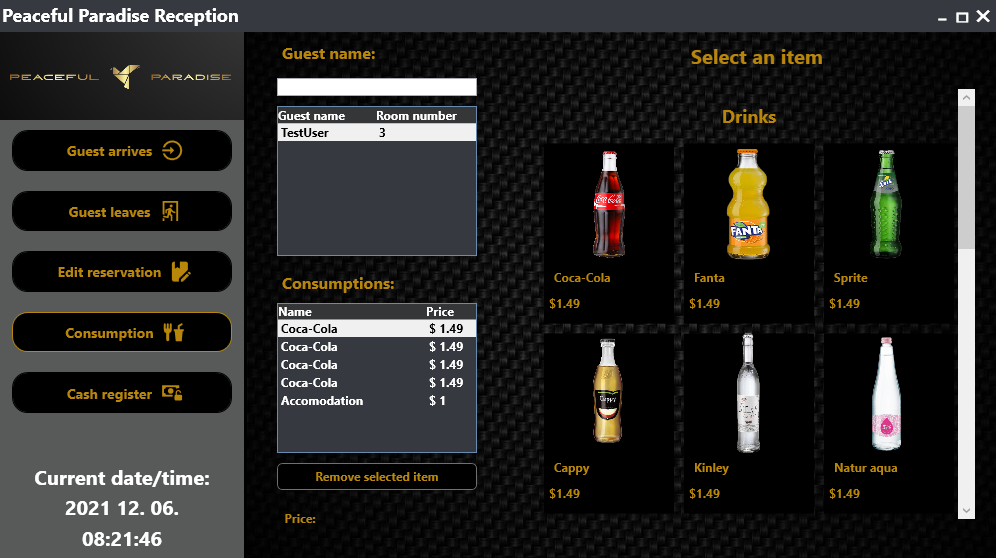 Peaceful Paradise Reception
PEACEFUL PARADISE
Guest arrives
Guest leaves
Edit reservation
Consumption
Cash register
Current date/time:
2021 12. 06.
08:21:46
Guest name:
Guest name Room number
TestUser 3
Consumptions:
Name Price
Coca-Cola $ 1.49
Coca-Cola $ 1.49
Coca-Cola $ 1.49
Coca-Cola $ 1.49
Accomodation $ 1
Remove selected item
Price:
Select an item
Drinks
Coca-Cola
FANTA
Coca-Cola Fanta Sprite
$1.49 $1.49 $1.49
Cappy
Cappy Kinley Natur aqua
$1.49 $1.49 $1.49